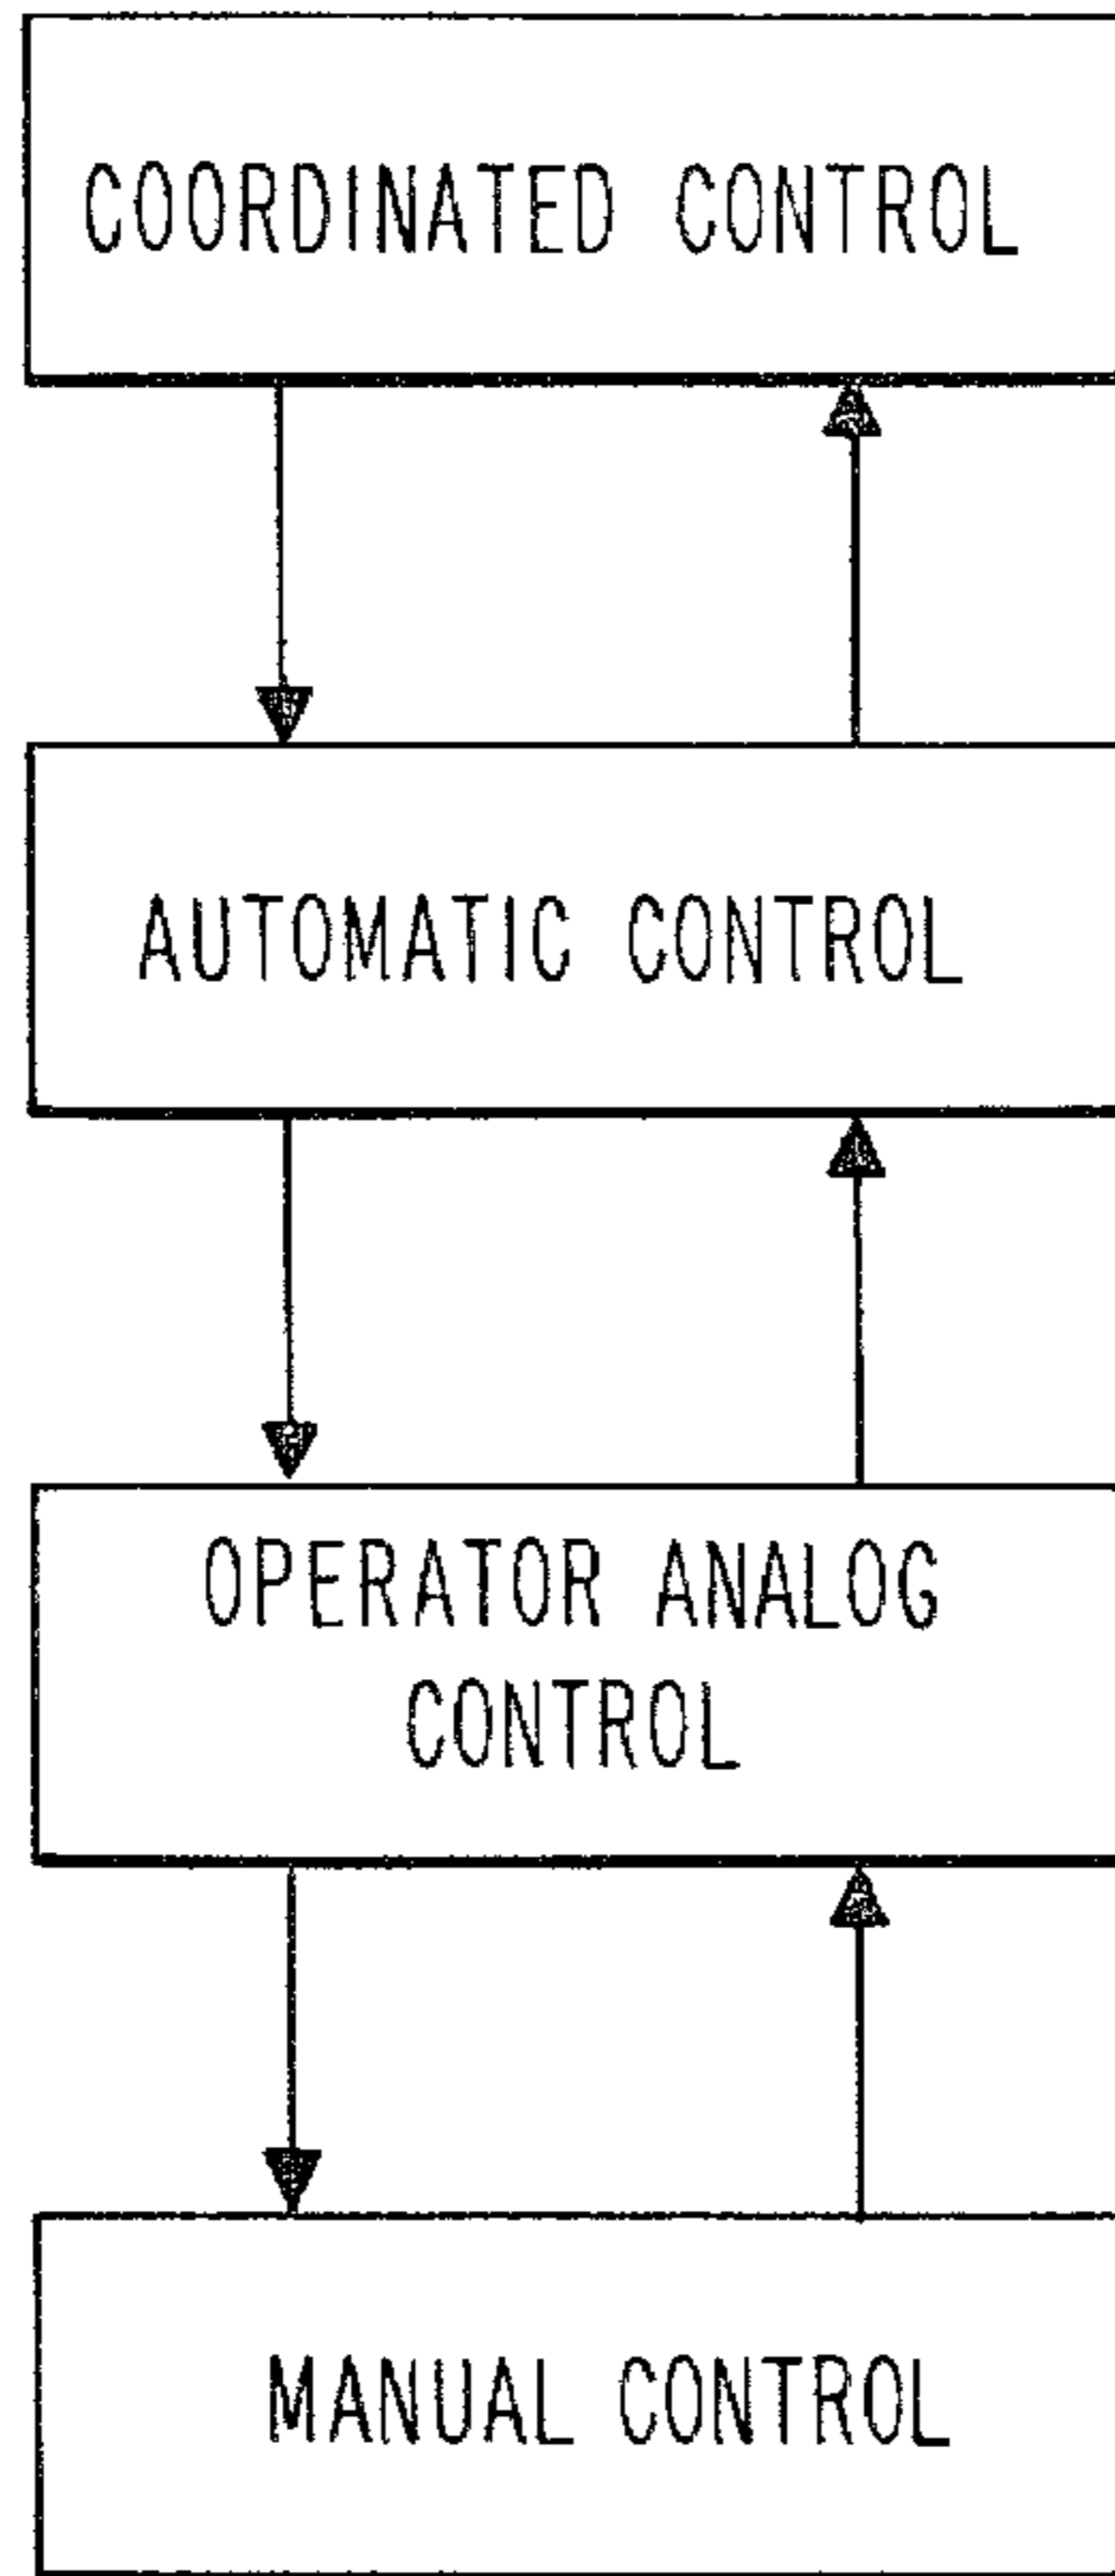 COORDINATED CONTROL
AUTOMATIC CONTROL
OPERATOR ANALOG
CONTROL
MANUAL CONTROL